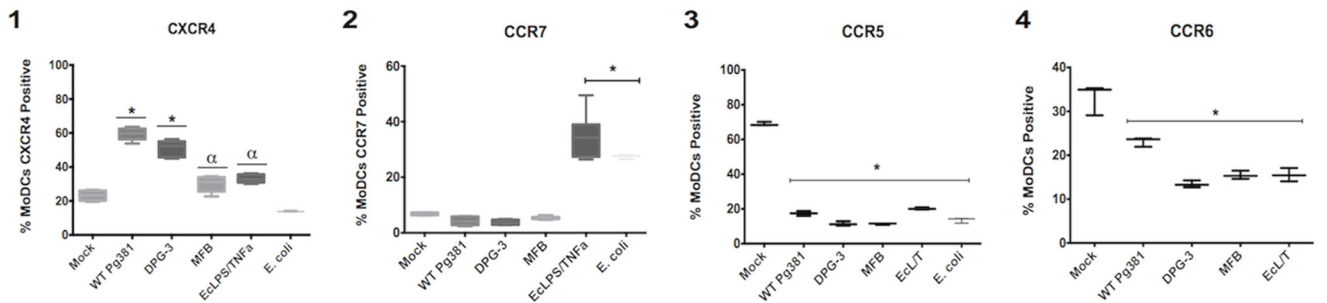 1
CXCR4
% MoDCs CXCR4 Positive
100
80
60
40
20
0
*
*
α
α
Mock
WT Pg381
DPG-3
MFB
EcLPS/TNFa
E. coli
2
CCR7
% MoDCs CCR7 Positive
60
40
20
0
*
Mock
WT Pg381
DPG-3
MFB
EcLPS/TNFa
E. coli
3
CCR5
% MoDCs Positive
100
80
60
40
20
0
*
Mock
WT Pg381
DPG-3
MFB
EcL/T
E. coli
4
CCR6
% MoDCs Positive
40
30
20
10
0
*
Mock
WT Pg381
DPG-3
MFB
EcL/T